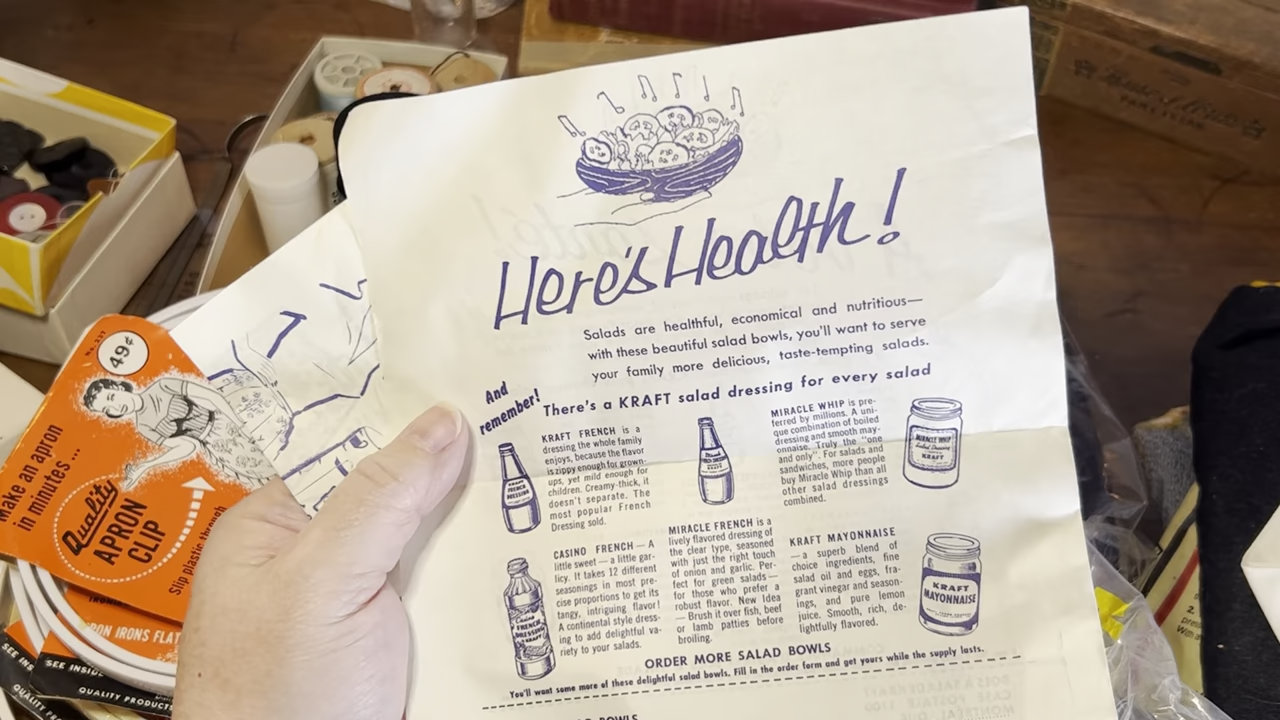 Here's Health!
Salads are healthful, economical and nutritious—
with these beautiful salad bowls, you'll want to serve
your family more delicious, taste-tempting salads.
And
remember!
There's a KRAFT salad dressing for every salad
KRAFT FRENCH is a
dressing the whole family
enjoys, because the flavor
is zippy enough for grown-
ups, yet mild enough for
children. Creamy-thick, it
doesn't separate. The
most popular French
Dressing sold.
MIRACLE WHIP is pre-
ferred by millions. A uni-
que combination of boiled
dressing and smooth may-
onnaise. Truly the "one
and only". For salads and
sandwiches, more people
buy Miracle Whip than all
other salad dressings
combined.
MIRACLE WHIP
KRAFT
CASINO FRENCH — A
little sweet — a little gar-
licy. It takes 12 different
seasonings in most pre-
cise proportions to get its
tangy, intriguing flavor!
A continental style dress-
ing to add delightful va-
riety to your salads.
Casino
FRENCH
DRESSING
KRAFT
MIRACLE FRENCH is a
lively flavored dressing of
the clear type, seasoned
with just the right touch
of onion and garlic. Per-
fect for green salads —
for those who prefer a
robust flavor. New Idea
— Brush it over fish, beef
or lamb patties before
broiling.
KRAFT MAYONNAISE
— a superb blend of
choice ingredients, fine
salad oil and eggs, fra-
grant vinegar and season-
ings, and pure lemon
juice. Smooth, rich, de-
lightfully flavored.
KRAFT
MAYONNAISE
ORDER MORE SALAD BOWLS
You'll want some more of these delightful salad bowls. Fill in the order form and get yours while the supply lasts.
No. 237
49¢
Make an apron
in minutes ...
Quality
APRON
CLIP
Slip plastic through
SEE INSIDE
QUALITY PRODUCTS